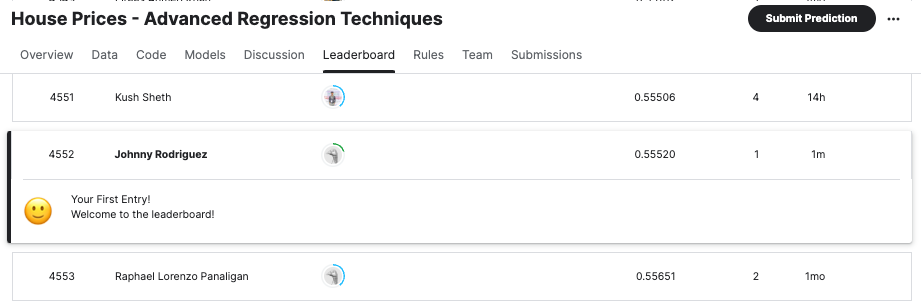 House Prices - Advanced Regression Techniques
Submit Prediction
Overview Data Code Models Discussion Leaderboard Rules Team Submissions
4551 Kush Sheth 0.55506 4 14h
4552 Johnny Rodriguez 0.55520 1 1m
Your First Entry!
Welcome to the leaderboard!
4553 Raphael Lorenzo Panaligan 0.55651 2 1mo